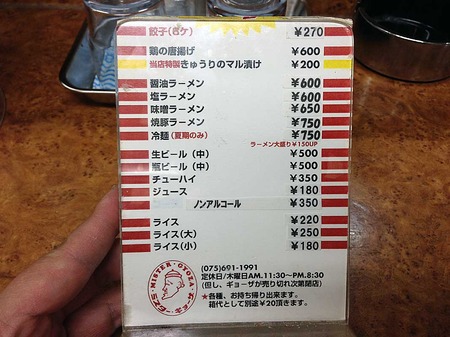 餃子(6ケ) ￥270
鶏の唐揚げ ￥600
当店特製きゅうりのマル漬け ￥200
醤油ラーメン ￥600
塩ラーメン ￥600
味噌ラーメン ￥650
焼豚ラーメン ￥750
冷麺(夏期のみ) ￥750
ラーメン大盛り￥150UP
生ビール(中) ￥500
瓶ビール(中) ￥500
チューハイ ￥350
ジュース ￥180
ノンアルコール ￥350
ライス ￥220
ライス(大) ￥250
ライス(小) ￥180
MISTER・GYOZA
(075)691-1991
定休日/木曜日AM.11:30〜PM.8:30
(但し、ギョーザが売り切れ次第閉店)
★各種、お持ち帰り出来ます。
箱代として別途￥20頂きます。